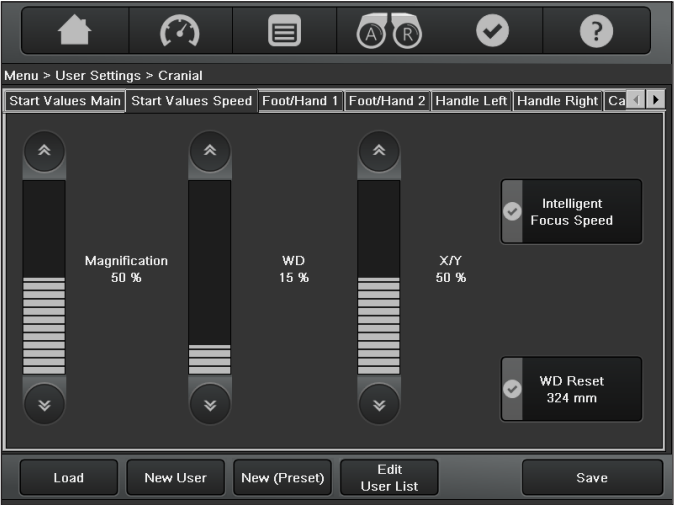 A R ?
Menu > User Settings > Cranial
Start Values Main Start Values Speed Foot/Hand 1 Foot/Hand 2 Handle Left Handle Right Ca
Magnification
50 %
WD
15 %
X/Y
50 %
Intelligent
Focus Speed
WD Reset
324 mm
Load New User New (Preset) Edit
User List Save